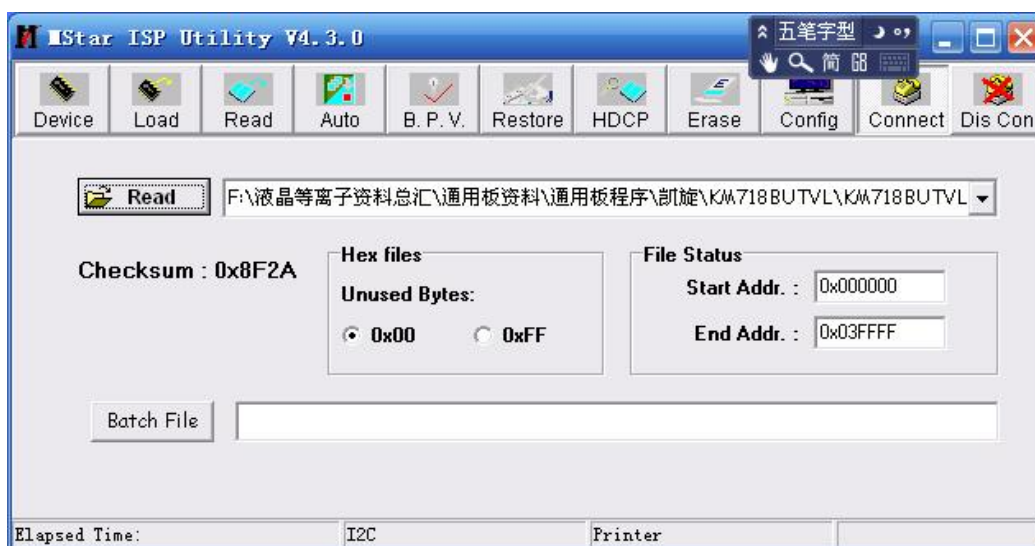 MStar ISP Utility V4.3.0
五笔字型
简
Device Load Read Auto B. P. V. Restore HDCP Erase Config Connect Dis Con
Read F:\液晶等离子资料总汇\通用板资料\通用板程序\凯旋\KM718BUTVL\KM718BUTVL
Checksum : 0x8F2A
Hex files
Unused Bytes:
0x00 0xFF
File Status
Start Addr. : 0x000000
End Addr. : 0x03FFFF
Batch File
Elapsed Time: I2C Printer